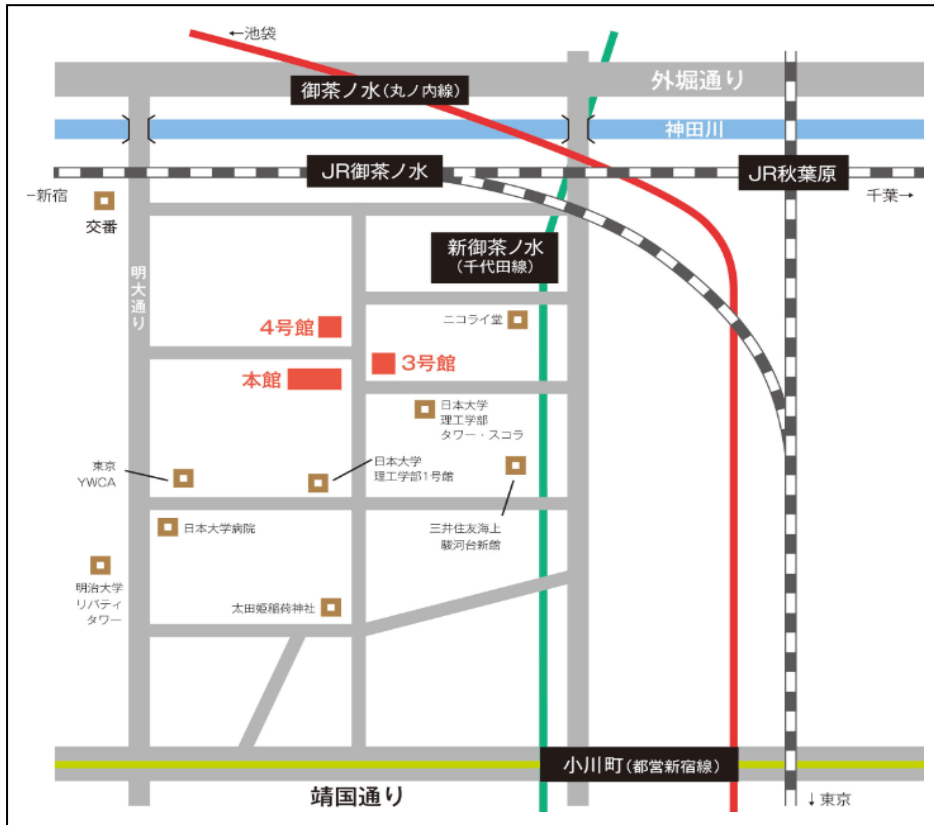 ←池袋
外堀通り
御茶ノ水(丸ノ内線)
神田川
JR御茶ノ水
JR秋葉原
←新宿
千葉→
交番
新御茶ノ水
(千代田線)
明大通り
ニコライ堂
4号館
3号館
本館
日本大学
理工学部
タワー・スコラ
東京
YWCA
日本大学
理工学部1号館
日本大学病院
三井住友海上
駿河台新館
明治大学
リバティ
タワー
太田姫稲荷神社
小川町(都営新宿線)
靖国通り
↓東京